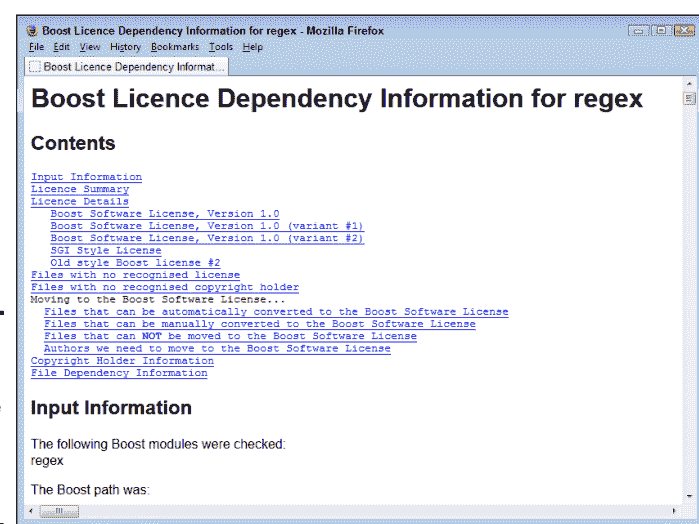 Boost Licence Dependency Information for regex - Mozilla Firefox
File Edit View History Bookmarks Tools Help
Boost Licence Dependency Informat...
Boost Licence Dependency Information for regex
Contents
Input Information
Licence Summary
Licence Details
Boost Software License, Version 1.0
Boost Software License, Version 1.0 (variant #1)
Boost Software License, Version 1.0 (variant #2)
SGI Style License
Old style Boost license #2
Files with no recognised license
Files with no recognised copyright holder
Moving to the Boost Software License...
Files that can be automatically converted to the Boost Software License
Files that can be manually converted to the Boost Software License
Files that can NOT be moved to the Boost Software License
Authors we need to move to the Boost Software License
Copyright Holder Information
File Dependency Information
Input Information
The following Boost modules were checked:
regex
The Boost path was: